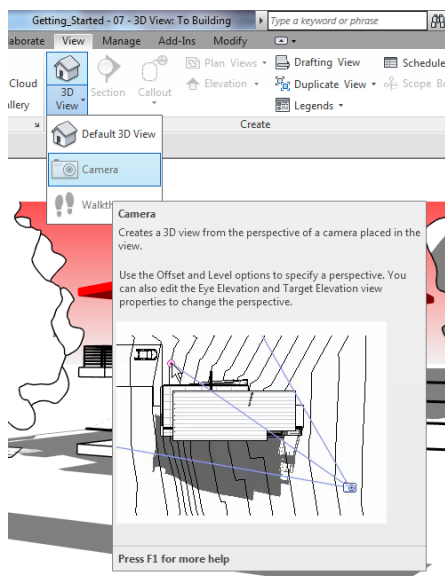 Getting_Started - 07 - 3D View: To Building
Type a keyword or phrase
laborate View Manage Add-Ins Modify
Cloud
llery
3D
View
Section
Callout
Plan Views
Elevation
Drafting View
Duplicate View
Legends
Schedule
Scope Bo
Create
Default 3D View
Camera
Walkth
Camera
Creates a 3D view from the perspective of a camera placed in the
view.
Use the Offset and Level options to specify a perspective. You
can also edit the Eye Elevation and Target Elevation view
properties to change the perspective.
Press F1 for more help